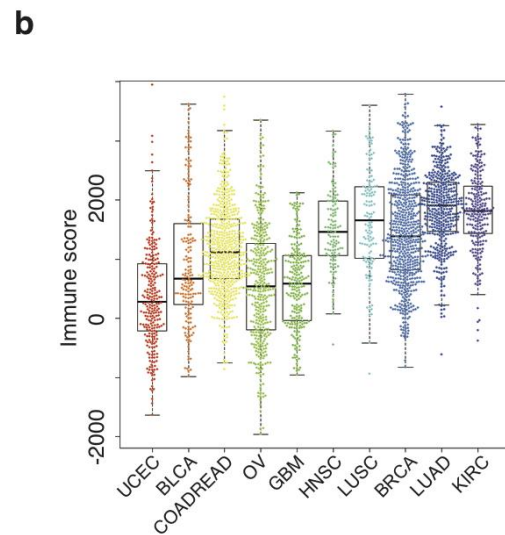 b
Immune score
2000
0
-2000
UCEC
BLCA
COADREAD
OV
GBM
HNSC
LUSC
BRCA
LUAD
KIRC